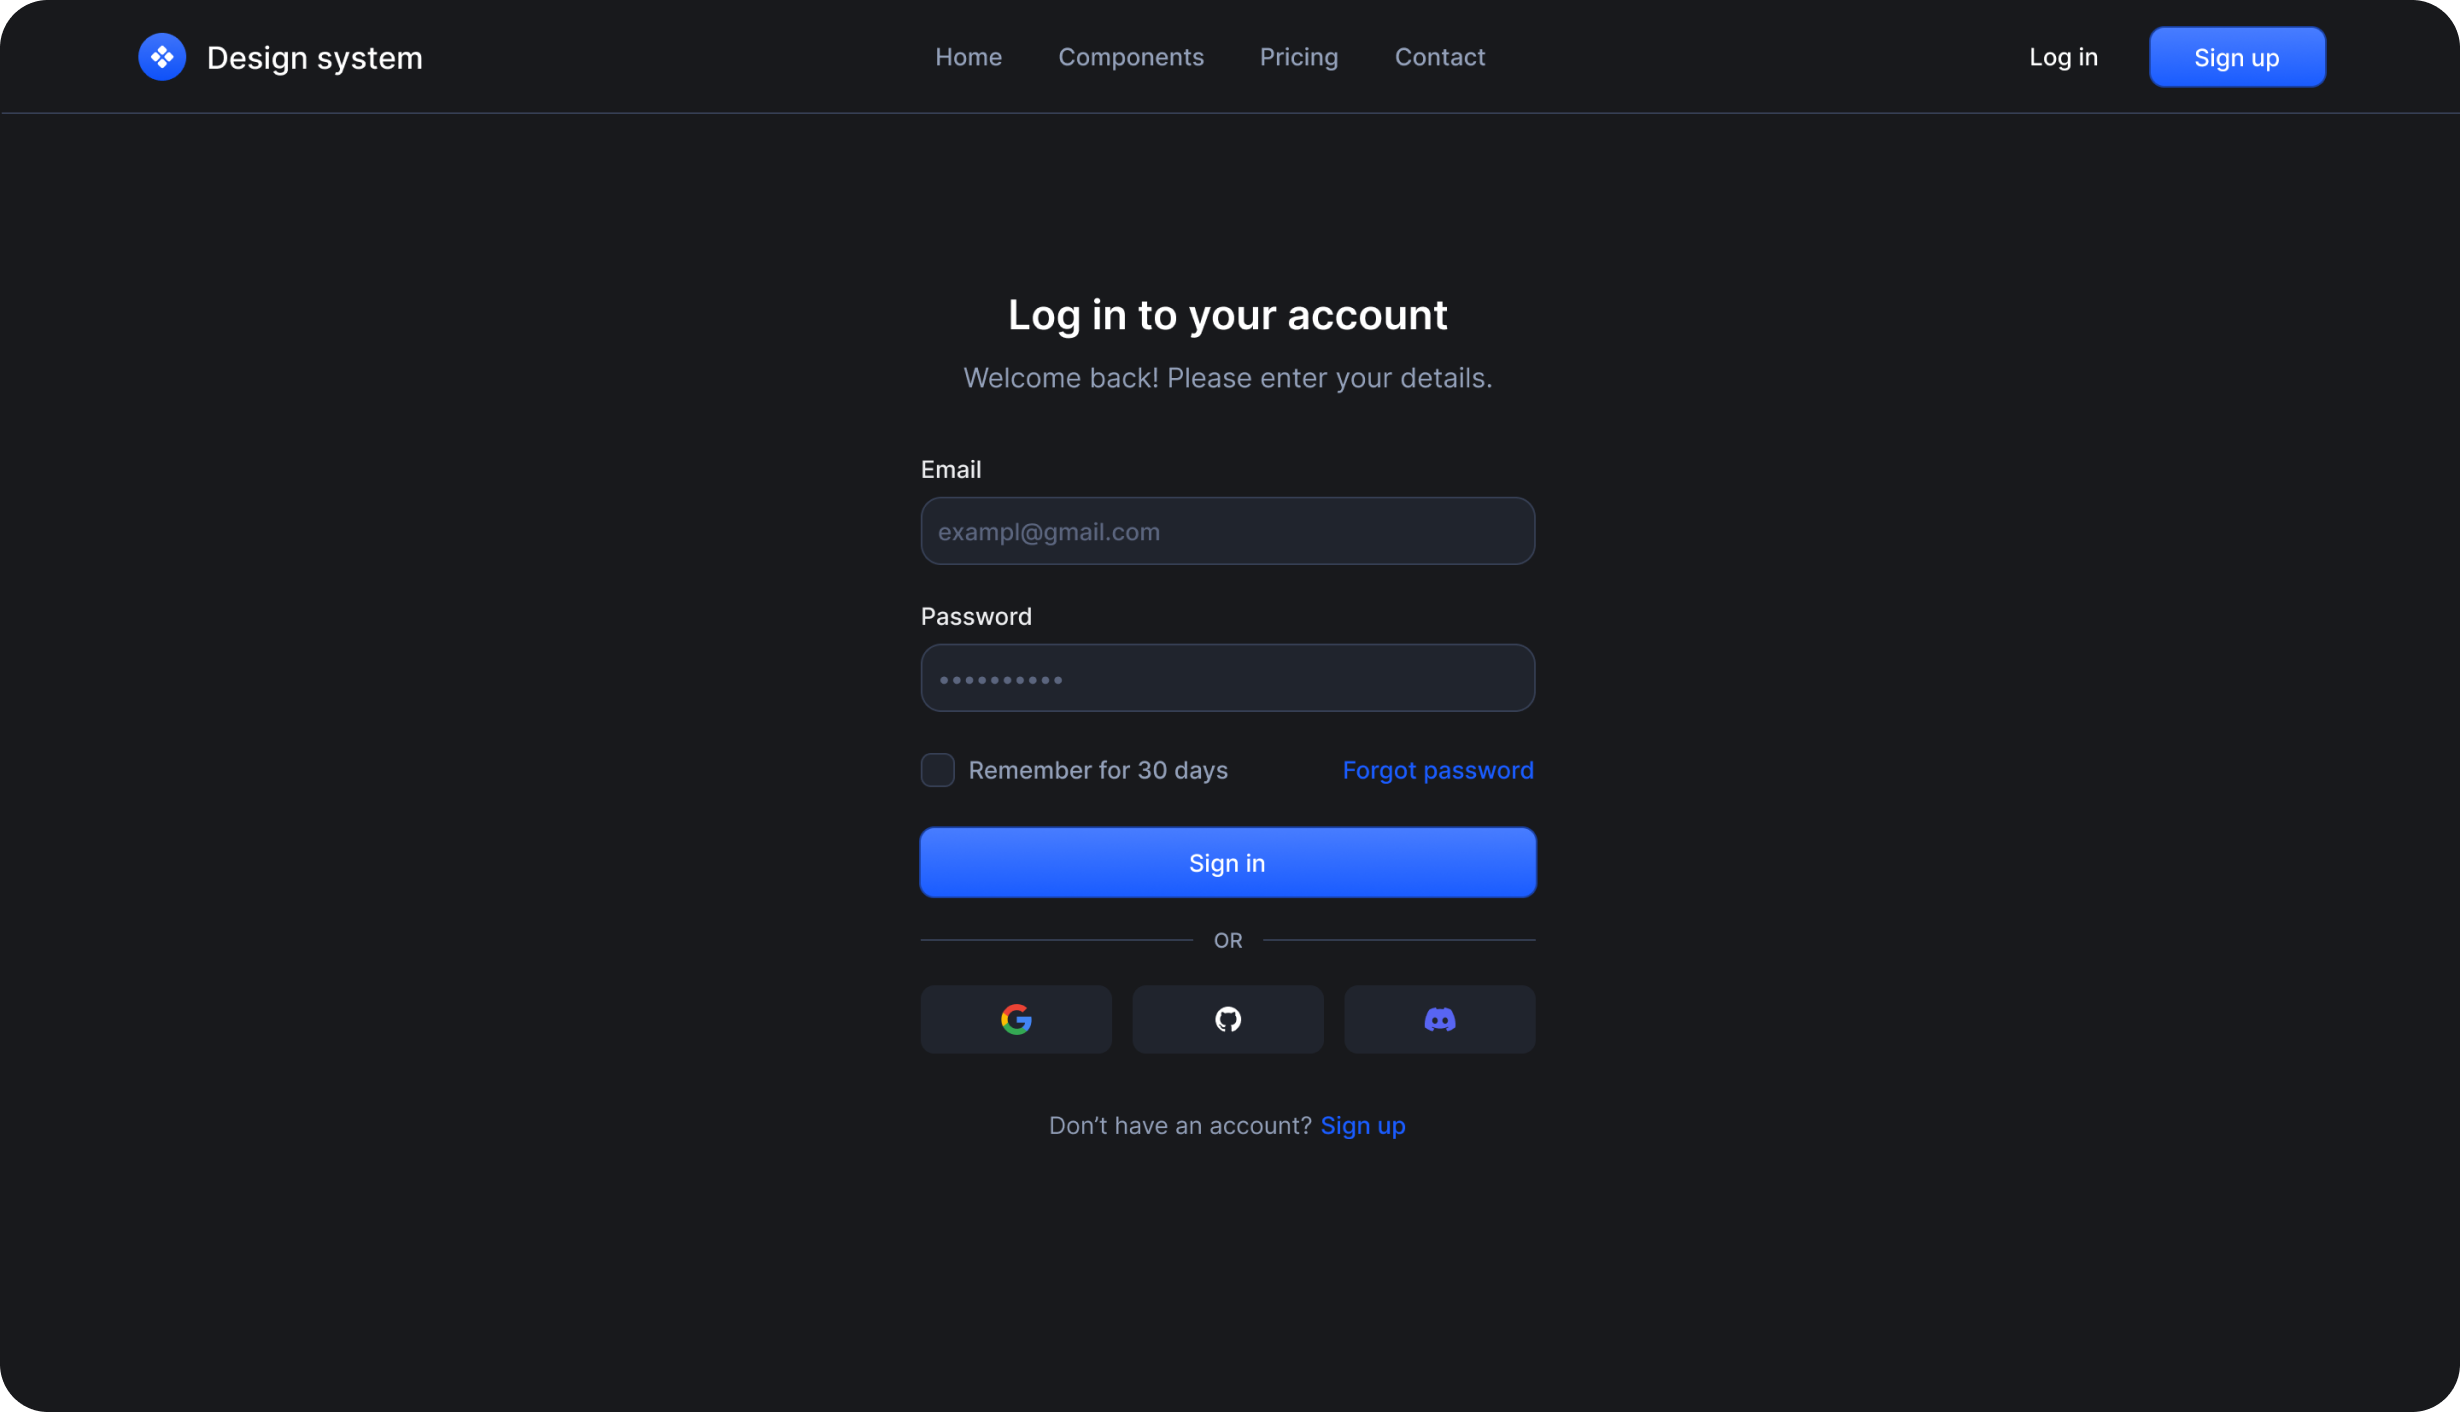 Design system
Home Components Pricing Contact
Log in
Sign up
Log in to your account
Welcome back! Please enter your details.
Email
exampl@gmail.com
Password
••••••••••
Remember for 30 days
Forgot password
Sign in
OR
Don’t have an account? Sign up